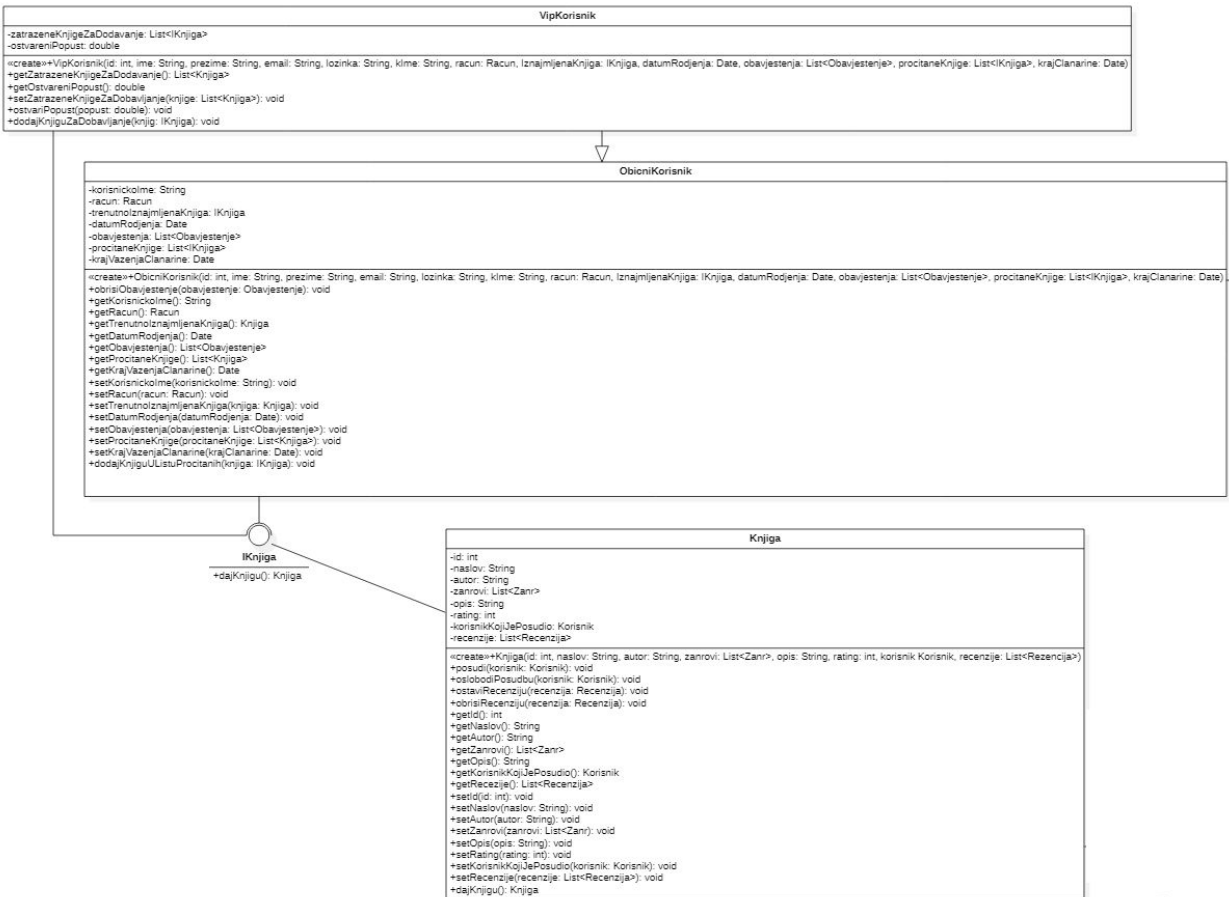 VipKorisnik
-zatrazeneKnjigeZaDodavanje: List<IKnjiga>
-ostvareniPopust: double
«create»+VipKorisnik(id: int, ime: String, prezime: String, email: String, lozinka: String, kIme: String, racun: Racun, IznajmljenaKnjiga: IKnjiga, datumRodjenja: Date, obavjestenja: List<Obavjestenje>, procitaneKnjige: List<IKnjiga>, krajClanarine: Date)
+getZatrazeneKnjigeZaDodavanje(): List<Knjiga>
+getOstvareniPopust(): double
+setZatrazeneKnjigeZaDobavljanje(knjige: List<Knjiga>): void
+ostvariPopust(popust: double): void
+dodajKnjiguZaDobavljanje(knjig: IKnjiga): void
ObicniKorisnik
-korisnickoIme: String
-racun: Racun
-trenutnoIznajmljenaKnjiga: IKnjiga
-datumRodjenja: Date
-obavjestenja: List<Obavjestenje>
-procitaneKnjige: List<IKnjiga>
-krajVazenjaClanarine: Date
«create»+ObicniKorisnik(id: int, ime: String, prezime: String, email: String, lozinka: String, kIme: String, racun: Racun, IznajmljenaKnjiga: IKnjiga, datumRodjenja: Date, obavjestenja: List<Obavjestenje>, procitaneKnjige: List<IKnjiga>, krajClanarine: Date)
+obrisiObavjestenje(obavjestenje: Obavjestenje): void
+getKorisnickoIme(): String
+getRacun(): Racun
+getTrenutnoIznajmljenaKnjiga(): Knjiga
+getDatumRodjenja(): Date
+getObavjestenja(): List<Obavjestenje>
+getProcitaneKnjige(): List<Knjiga>
+getKrajVazenjaClanarine(): Date
+setKorisnickoIme(korisnickoIme: String): void
+setRacun(racun: Racun): void
+setTrenutnoIznajmljenaKnjiga(knjiga: Knjiga): void
+setDatumRodjenja(datumRodjenja: Date): void
+setObavjestenja(obavjestenja: List<Obavjestenje>): void
+setProcitaneKnjige(procitaneKnjige: List<Knjiga>): void
+setKrajVazenjaClanarine(krajClanarine: Date): void
+dodajKnjiguUListuProcitanih(knjiga: IKnjiga): void
IKnjiga
+dajKnjigu(): Knjiga
Knjiga
-id: int
-naslov: String
-autor: String
-zanrovi: List<Zanr>
-opis: String
-rating: int
-korisnikKojiJePosudio: Korisnik
-recenzije: List<Recenzija>
«create»+Knjiga(id: int, naslov: String, autor: String, zanrovi: List<Zanr>, opis: String, rating: int, korisnik Korisnik, recenzije: List<Rezencija>)
+posudi(korisnik: Korisnik): void
+oslobodiPosudbu(korisnik: Korisnik): void
+ostaviRecenziju(recenzija: Recenzija): void
+obrisiRecenziju(recenzija: Recenzija): void
+getId(): int
+getNaslov(): String
+getAutor(): String
+getZanrovi(): List<Zanr>
+getOpis(): String
+getKorisnikKojiJePosudio(): Korisnik
+getRecezije(): List<Recenzija>
+setId(id: int): void
+setNaslov(naslov: String): void
+setAutor(autor: String): void
+setZanrovi(zanrovi: List<Zanr): void
+setOpis(opis: String): void
+setRating(rating: int): void
+setKorisnikKojiJePosudio(korisnik: Korisnik): void
+setRecenzije(recenzije: List<Recenzija>): void
+dajKnjigu(): Knjiga